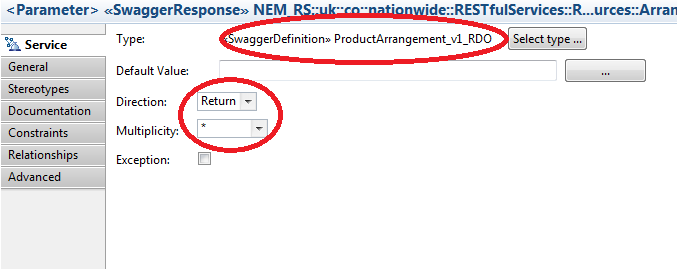 <Parameter> «SwaggerResponse» NEM_RS::uk::co::nationwide::RESTfulServices::R...urces::Arran
Service
Type: «SwaggerDefinition» ProductArrangement_v1_RDO Select type ...
General
Default Value: ...
Stereotypes
Direction: Return
Documentation
Multiplicity: *
Constraints
Relationships
Exception:
Advanced